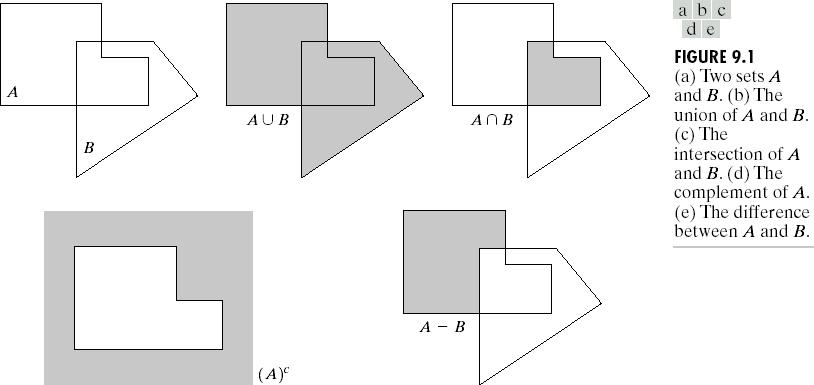 A
B
A ∪ B
A ∩ B
(A)ᶜ
A − B
a b c
d e
FIGURE 9.1
(a) Two sets A
and B. (b) The
union of A and B.
(c) The
intersection of A
and B. (d) The
complement of A.
(e) The difference
between A and B.